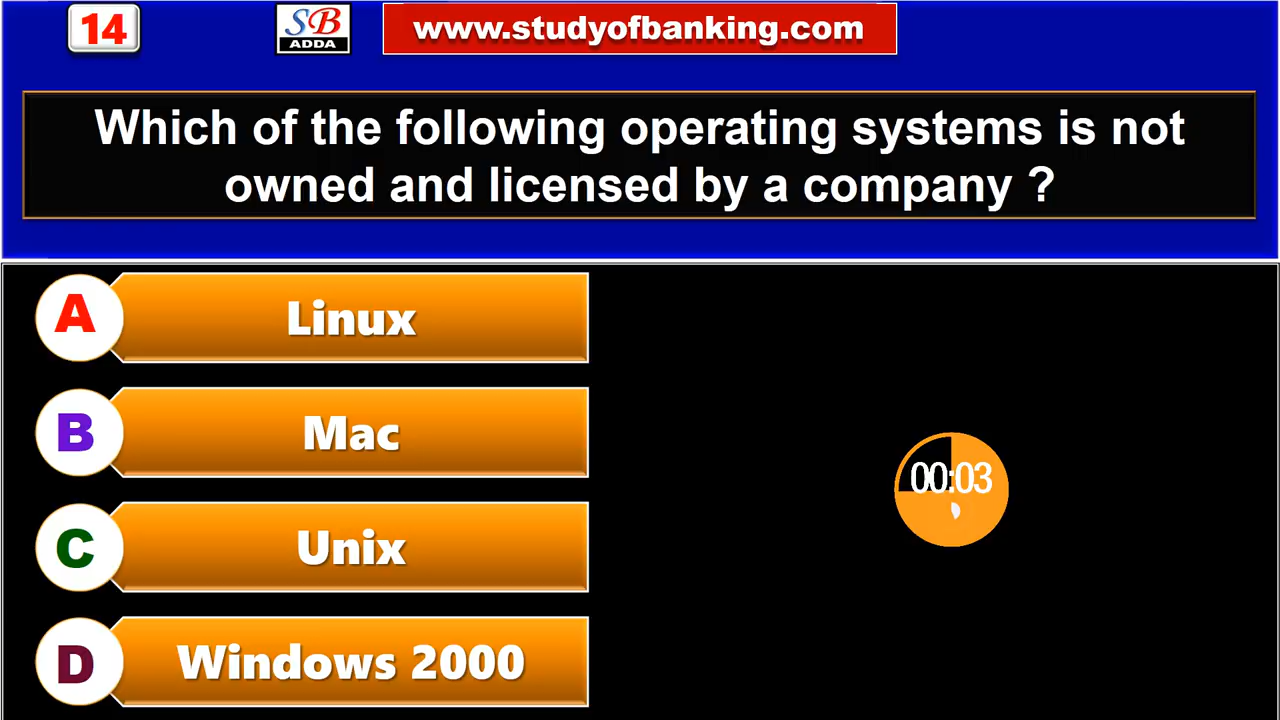 14
SB
ADDA
www.studyofbanking.com
Which of the following operating systems is not
owned and licensed by a company ?
A
Linux
B
Mac
C
Unix
D
Windows 2000
00:03